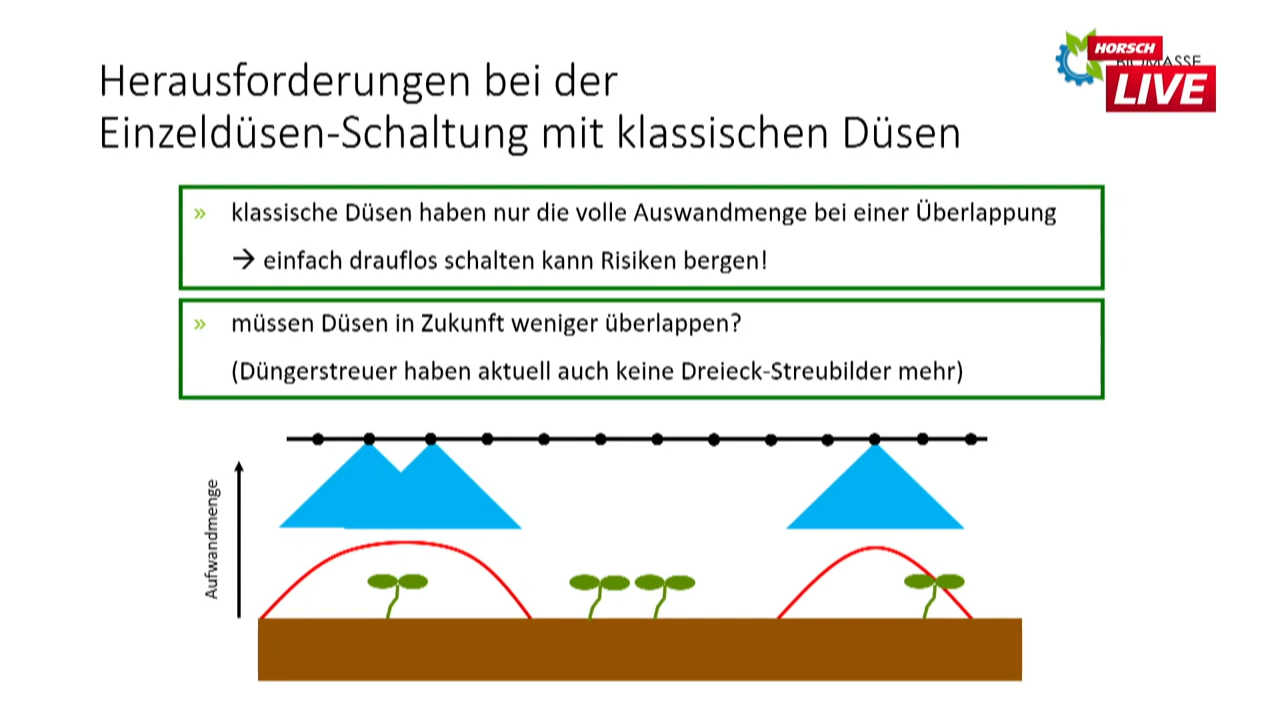 Herausforderungen bei der
Einzeldüsen-Schaltung mit klassischen Düsen
HORSCH
BIOMASSE
LIVE
» klassische Düsen haben nur die volle Auswandmenge bei einer Überlappung
→ einfach drauflos schalten kann Risiken bergen!
» müssen Düsen in Zukunft weniger überlappen?
(Düngerstreuer haben aktuell auch keine Dreieck-Streubilder mehr)
Aufwandmenge